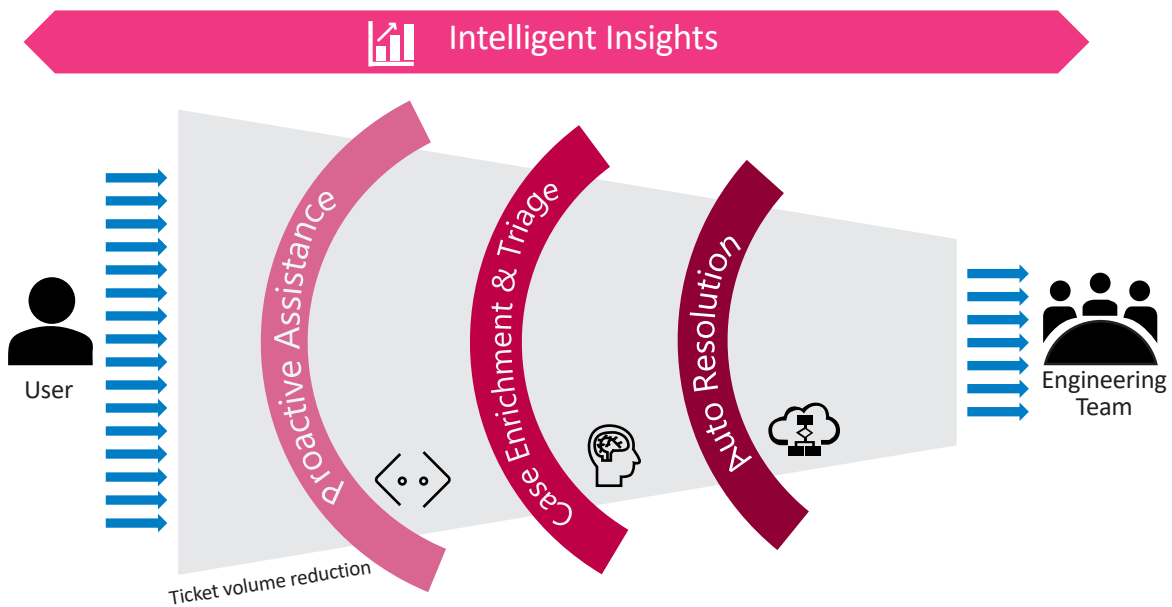 Intelligent Insights
User
Proactive Assistance
Case Enrichment & Triage
Auto Resolution
Engineering
Team
Ticket volume reduction